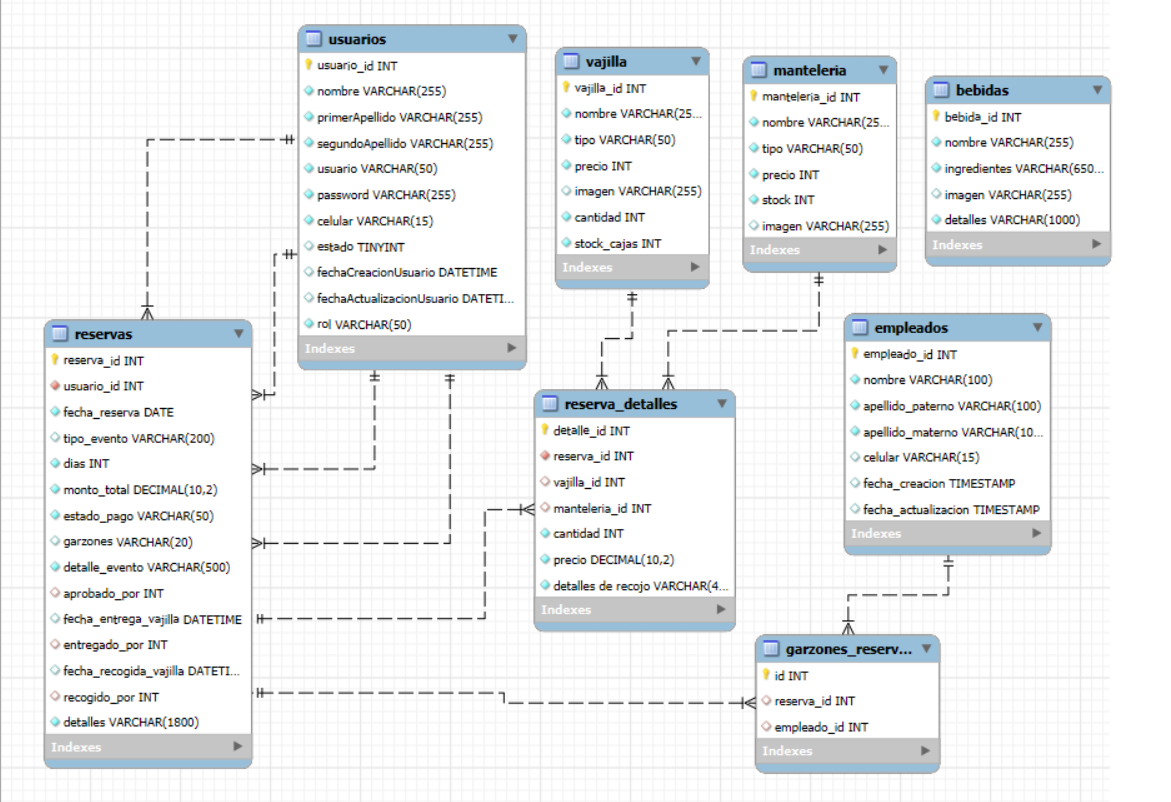 usuarios
usuario_id INT
nombre VARCHAR(255)
primerApellido VARCHAR(255)
segundoApellido VARCHAR(255)
usuario VARCHAR(50)
password VARCHAR(255)
celular VARCHAR(15)
estado TINYINT
fechaCreacionUsuario DATETIME
fechaActualizacionUsuario DATETI...
rol VARCHAR(50)
Indexes
vajilla
vajilla_id INT
nombre VARCHAR(25...
tipo VARCHAR(50)
precio INT
imagen VARCHAR(255)
cantidad INT
stock_cajas INT
Indexes
manteleria
manteleria_id INT
nombre VARCHAR(25...
tipo VARCHAR(50)
precio INT
stock INT
imagen VARCHAR(255)
Indexes
bebidas
bebida_id INT
nombre VARCHAR(255)
ingredientes VARCHAR(650...
imagen VARCHAR(255)
detalles VARCHAR(1000)
Indexes
reservas
reserva_id INT
usuario_id INT
fecha_reserva DATE
tipo_evento VARCHAR(200)
dias INT
monto_total DECIMAL(10,2)
estado_pago VARCHAR(50)
garzones VARCHAR(20)
detalle_evento VARCHAR(500)
aprobado_por INT
fecha_entrega_vajilla DATETIME
entregado_por INT
fecha_recogida_vajilla DATETI...
recogido_por INT
detalles VARCHAR(1800)
Indexes
reserva_detalles
detalle_id INT
reserva_id INT
vajilla_id INT
manteleria_id INT
cantidad INT
precio DECIMAL(10,2)
detalles de recojo VARCHAR(4...
Indexes
empleados
empleado_id INT
nombre VARCHAR(100)
apellido_paterno VARCHAR(100)
apellido_materno VARCHAR(10...
celular VARCHAR(15)
fecha_creacion TIMESTAMP
fecha_actualizacion TIMESTAMP
Indexes
garzones_reserv...
id INT
reserva_id INT
empleado_id INT
Indexes